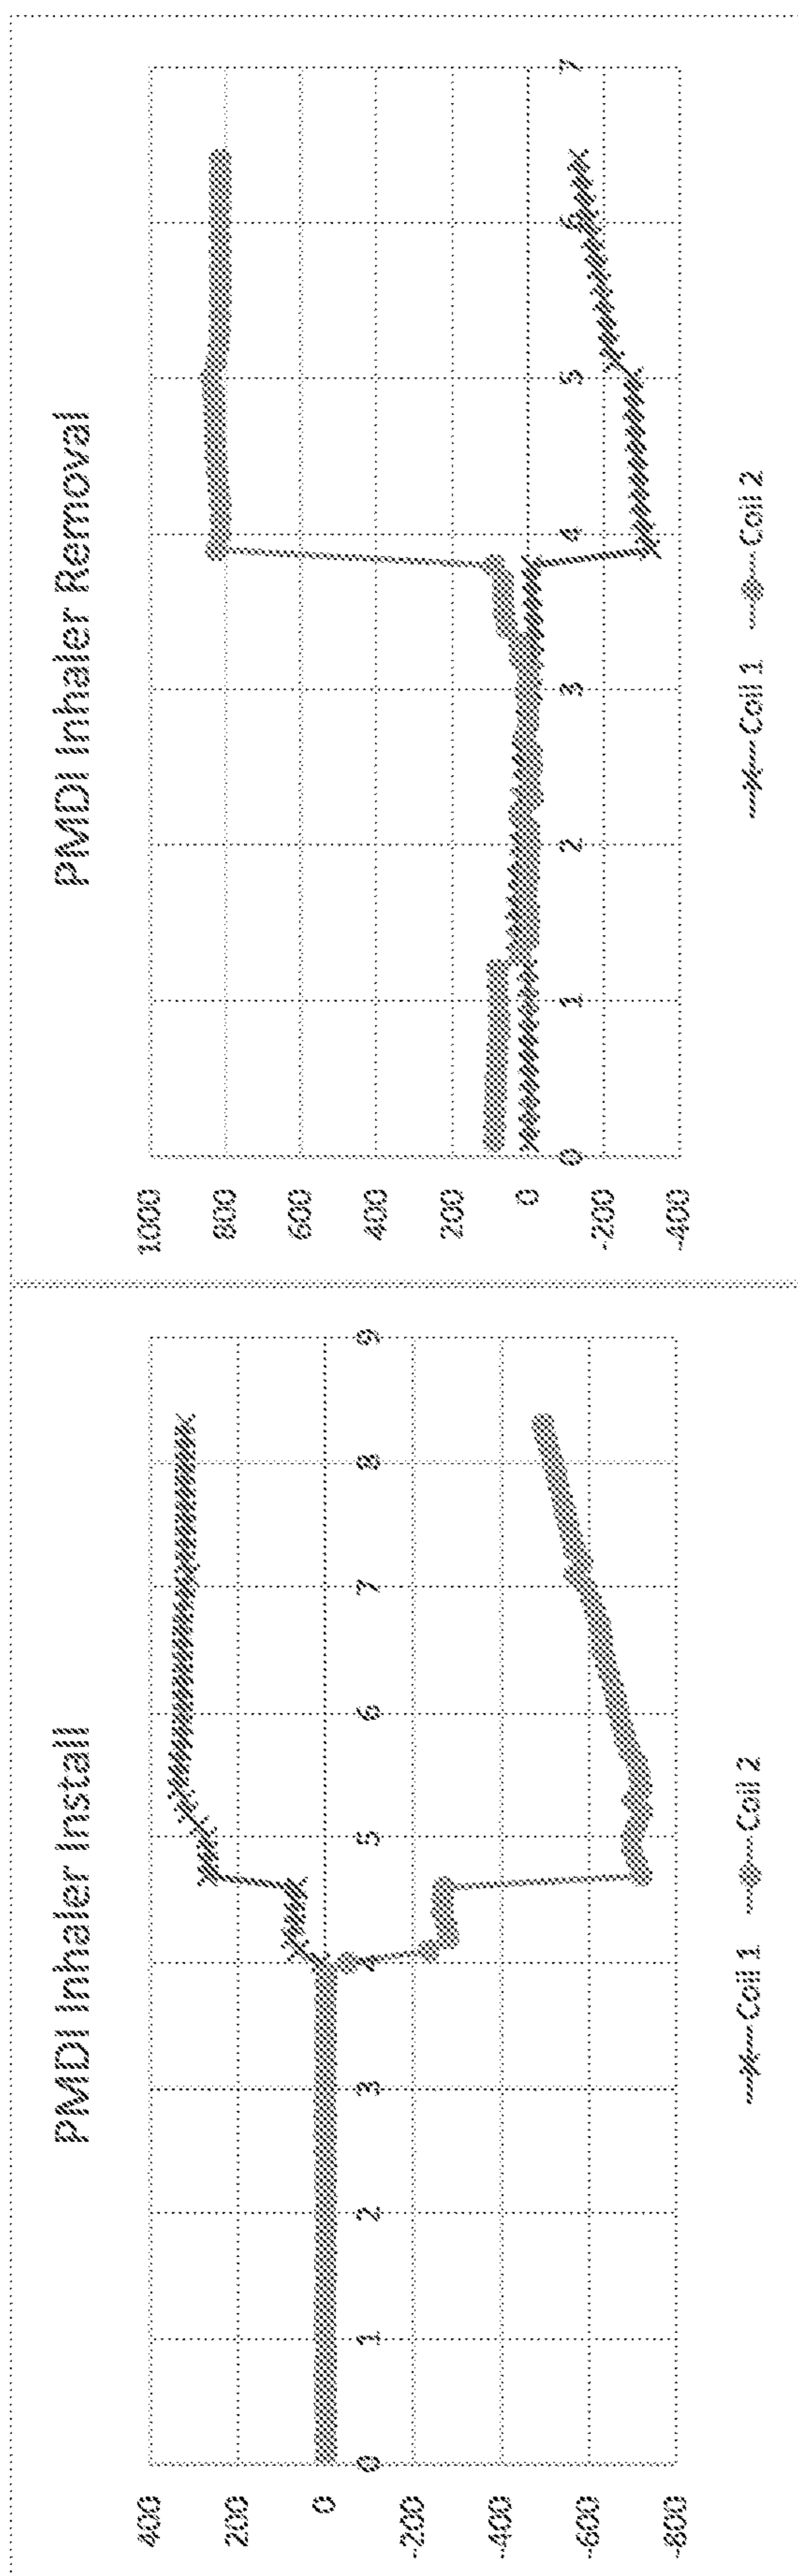 PMDI Inhaler Install
400
200
0
-200
-400
-600
-800
0 1 2 3 4 5 6 7 8 9
Coil 1 Coil 2
PMDI Inhaler Removal
1000
800
600
400
200
0
-200
-400
0 1 2 3 4 5 6 7
Coil 1 Coil 2